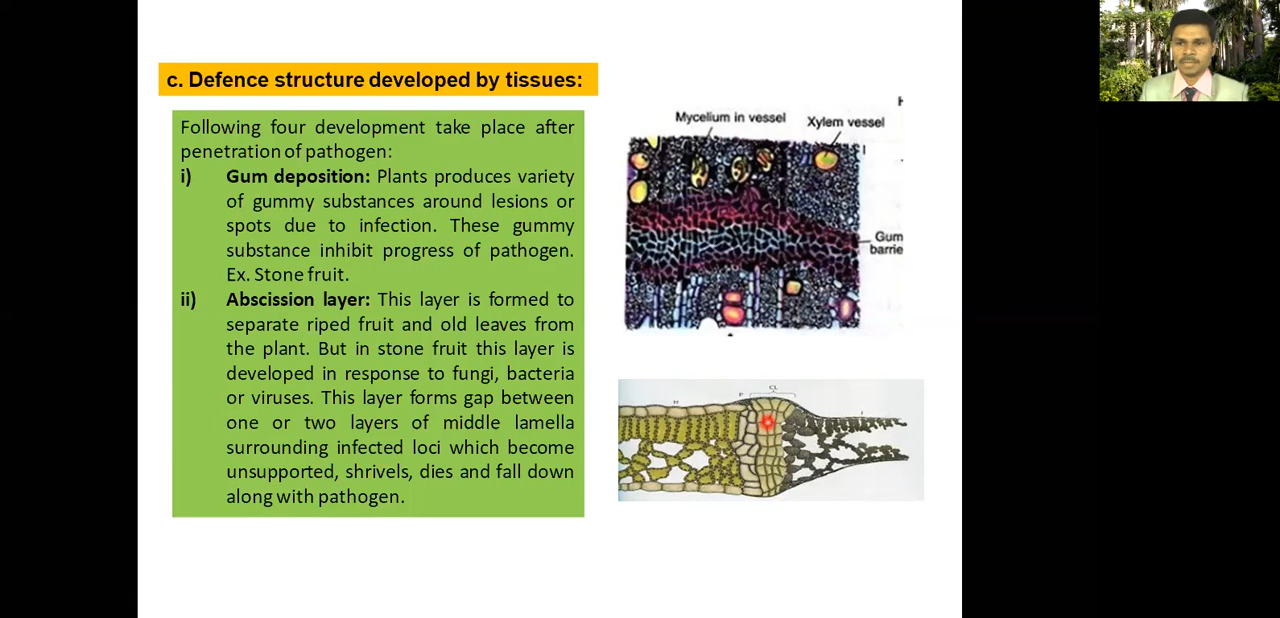 c. Defence structure developed by tissues:
Following four development take place after
penetration of pathogen:
i) Gum deposition: Plants produces variety
of gummy substances around lesions or
spots due to infection. These gummy
substance inhibit progress of pathogen.
Ex. Stone fruit.
ii) Abscission layer: This layer is formed to
separate riped fruit and old leaves from
the plant. But in stone fruit this layer is
developed in response to fungi, bacteria
or viruses. This layer forms gap between
one or two layers of middle lamella
surrounding infected loci which become
unsupported, shrivels, dies and fall down
along with pathogen.
Mycelium in vessel
Xylem vessel
Gum
barrie
CL
P
H
I